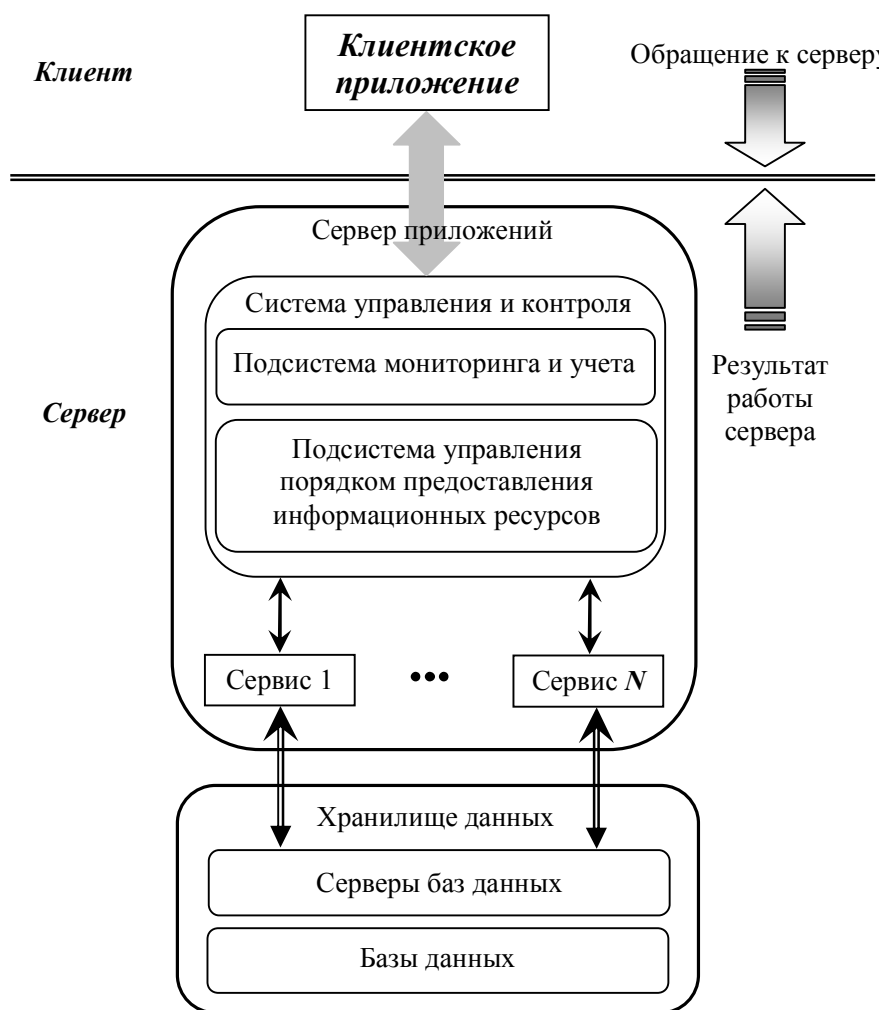 Клиентское
приложение
Клиент
Обращение к серверу
Сервер приложений
Система управления и контроля
Подсистема мониторинга и учета
Результат
работы
сервера
Сервер
Подсистема управления
порядком предоставления
информационных ресурсов
Сервис 1
•••
Сервис N
Хранилище данных
Серверы баз данных
Базы данных